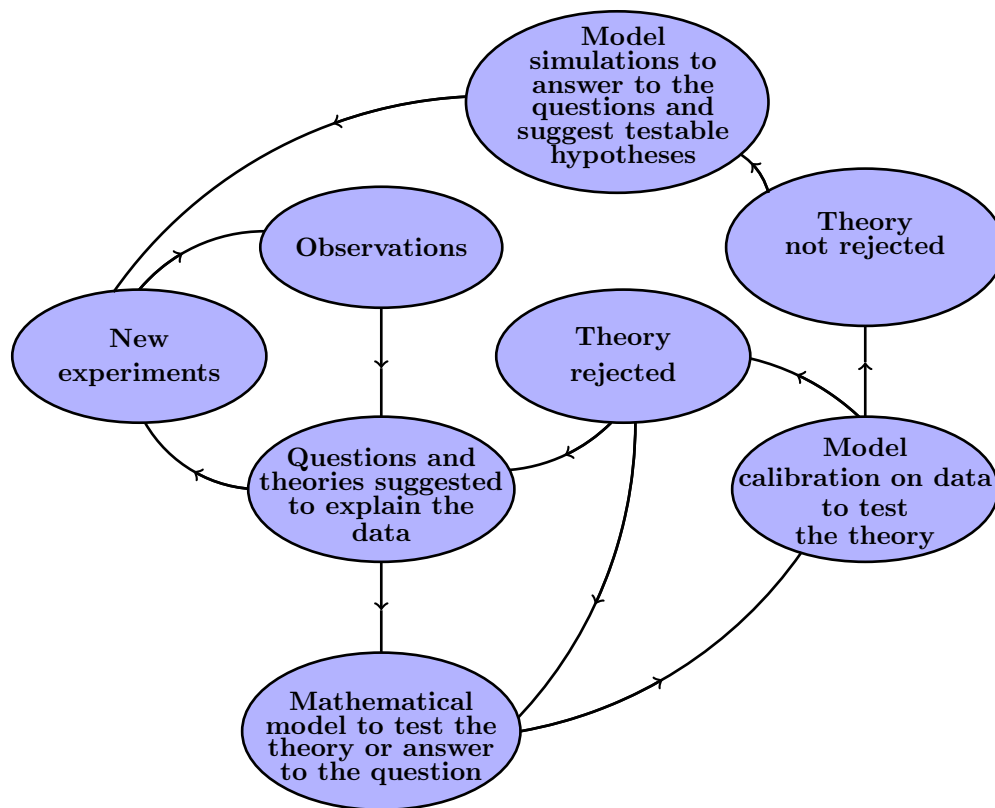 Model
simulations to
answer to the
questions and
suggest testable
hypotheses
Theory
not rejected
Observations
New
experiments
Theory
rejected
Questions and
theories suggested
to explain the
data
Model
calibration on data
to test
the theory
Mathematical
model to test the
theory or answer
to the question